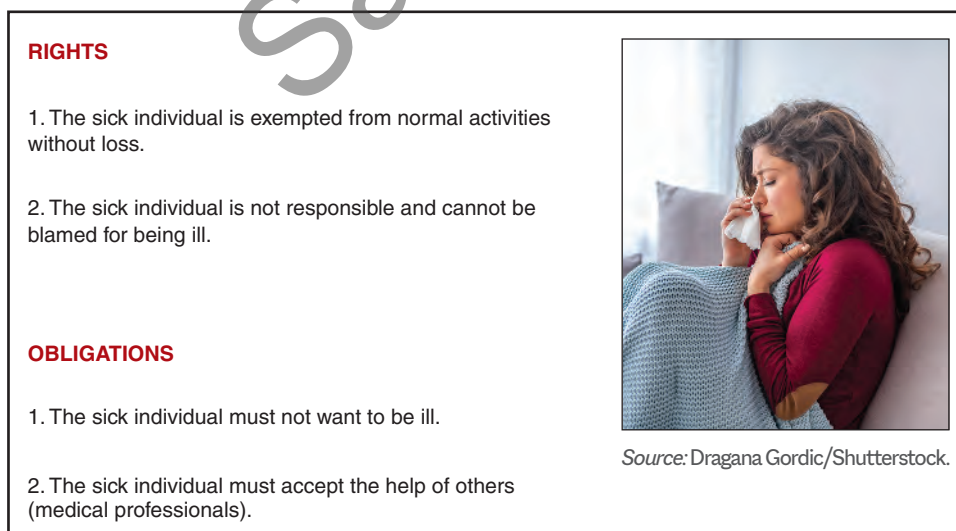 RIGHTS
1. The sick individual is exempted from normal activities
without loss.
2. The sick individual is not responsible and cannot be
blamed for being ill.
OBLIGATIONS
1. The sick individual must not want to be ill.
2. The sick individual must accept the help of others
(medical professionals).
Source: Dragana Gordic/Shutterstock.